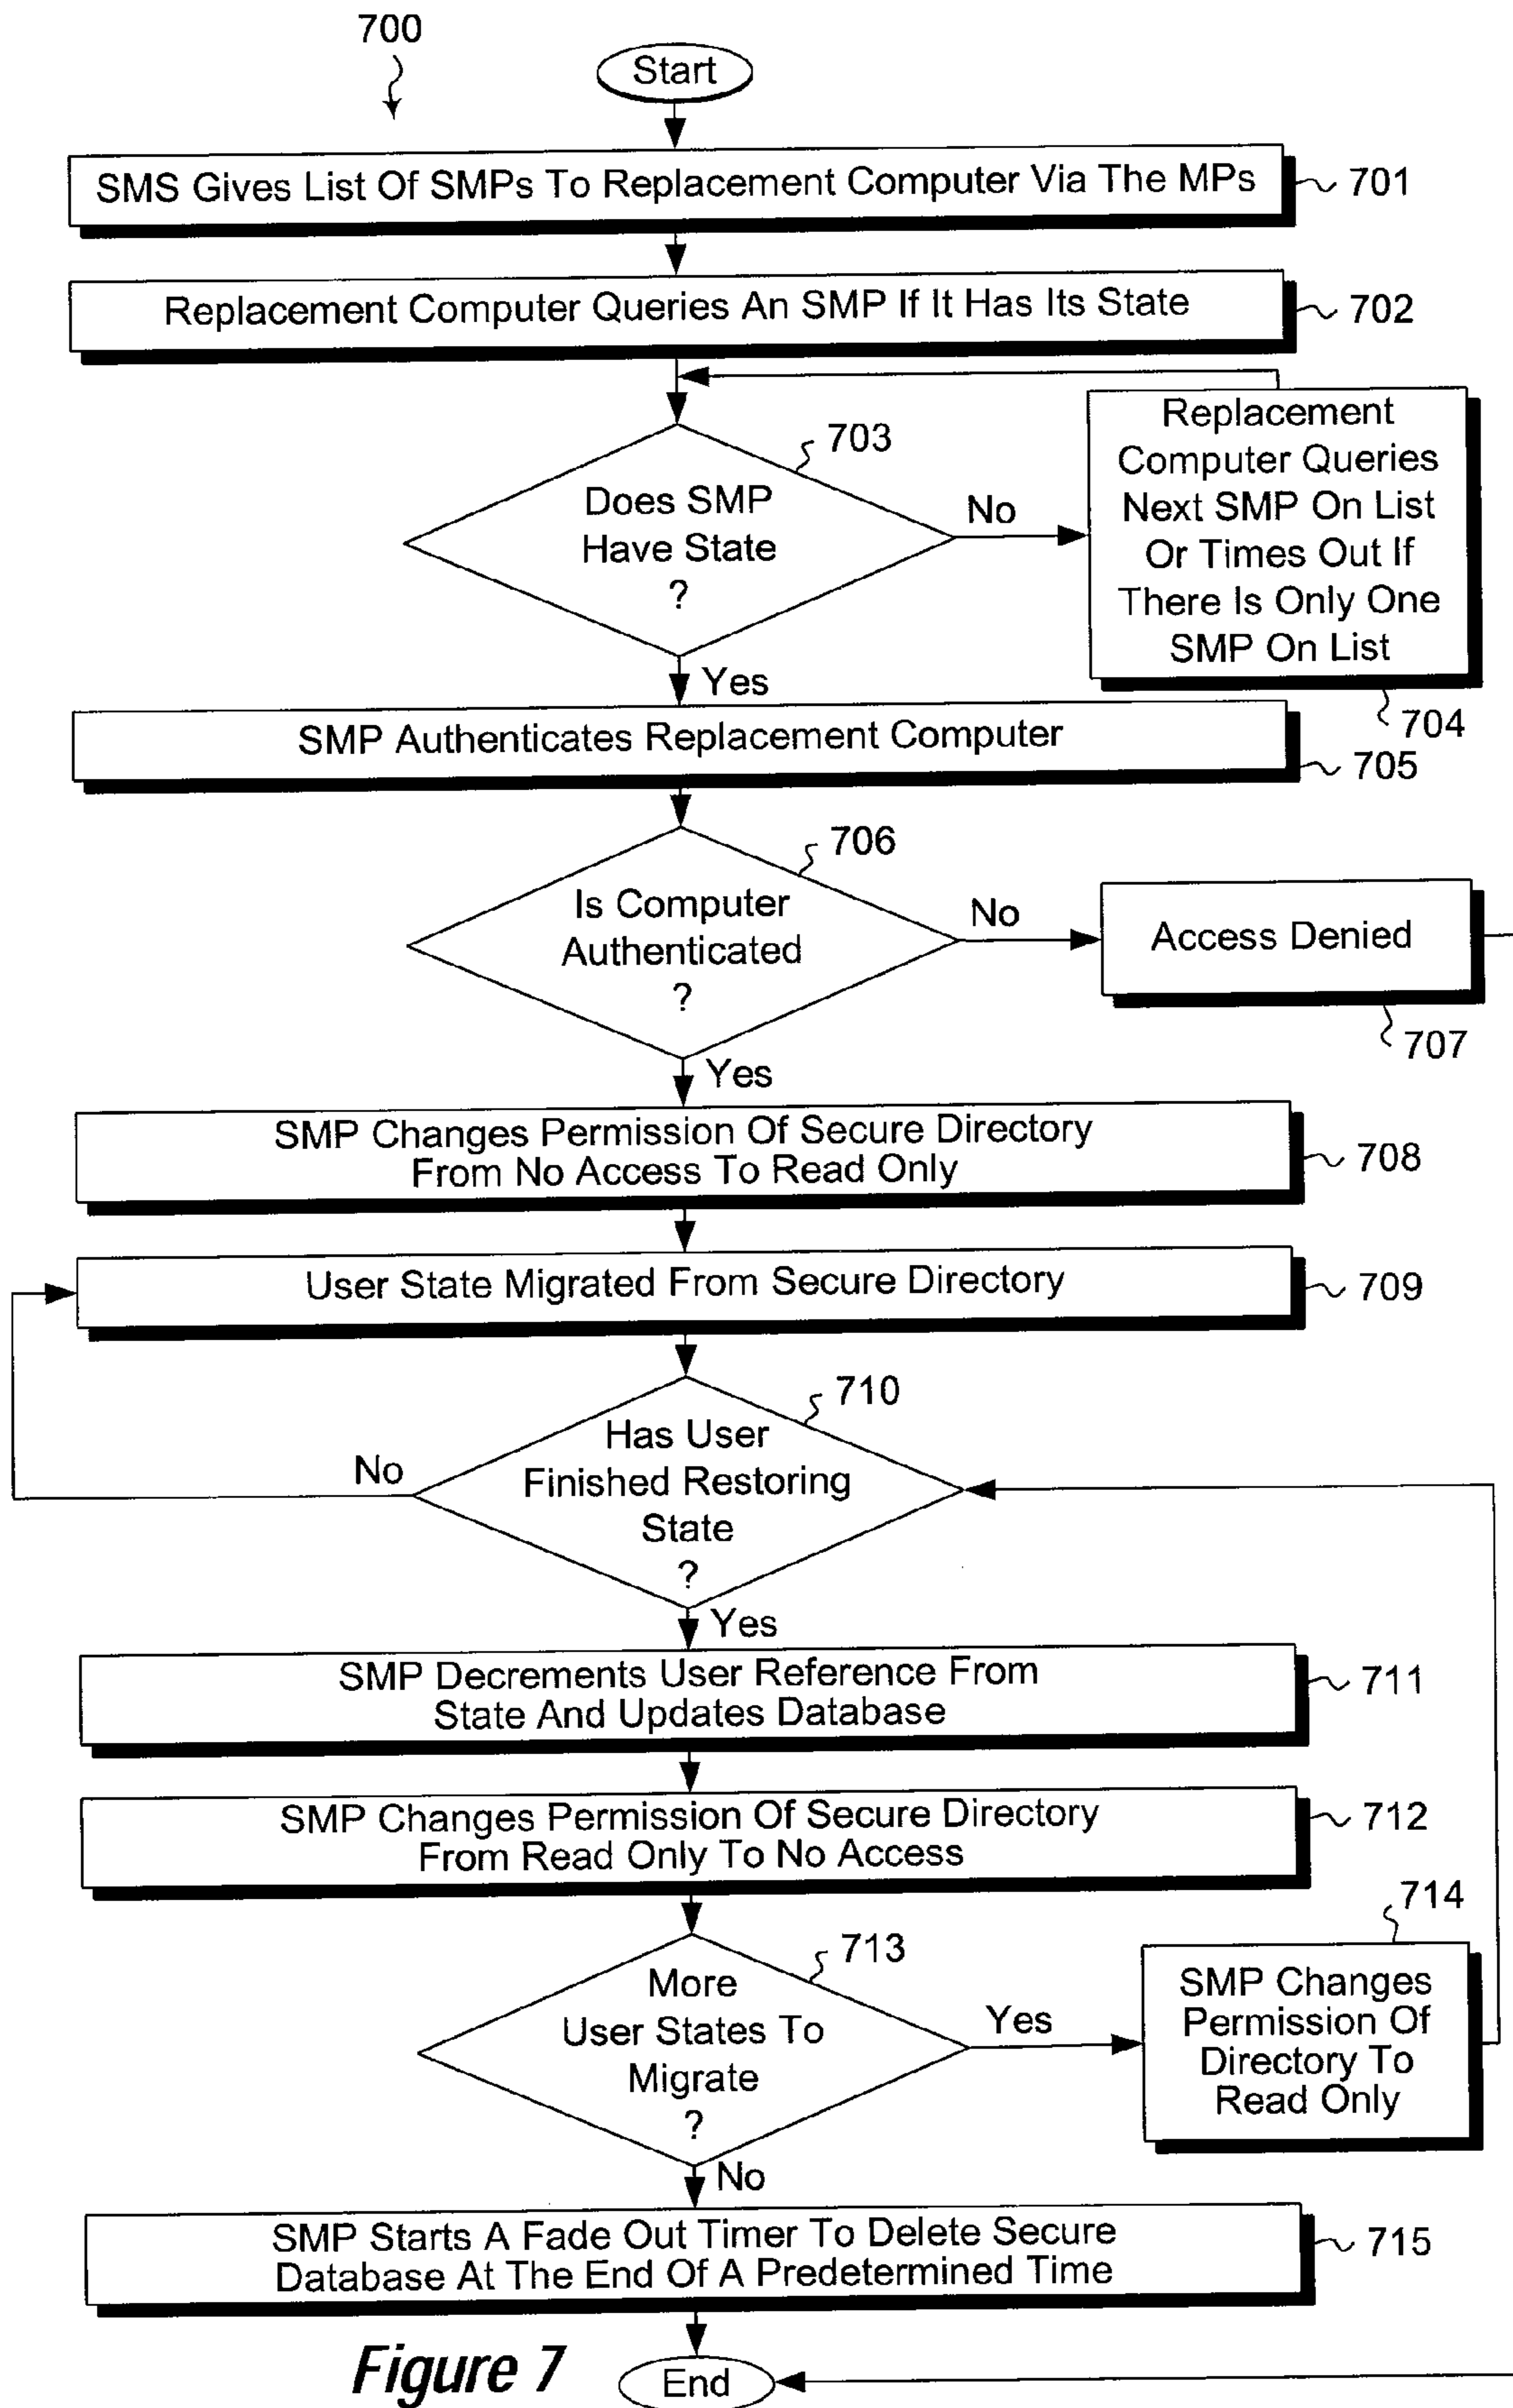 700
Start
SMS Gives List Of SMPs To Replacement Computer Via The MPs
701
Replacement Computer Queries An SMP If It Has Its State
702
703
Does SMP
Have State
?
No
Replacement
Computer Queries
Next SMP On List
Or Times Out If
There Is Only One
SMP On List
704
Yes
SMP Authenticates Replacement Computer
705
706
Is Computer
Authenticated
?
No
Access Denied
707
Yes
SMP Changes Permission Of Secure Directory
From No Access To Read Only
708
User State Migrated From Secure Directory
709
710
Has User
Finished Restoring
State
?
No
Yes
SMP Decrements User Reference From
State And Updates Database
711
SMP Changes Permission Of Secure Directory
From Read Only To No Access
712
713
More
User States To
Migrate
?
Yes
714
SMP Changes
Permission Of
Directory To
Read Only
No
SMP Starts A Fade Out Timer To Delete Secure
Database At The End Of A Predetermined Time
715
Figure 7
End